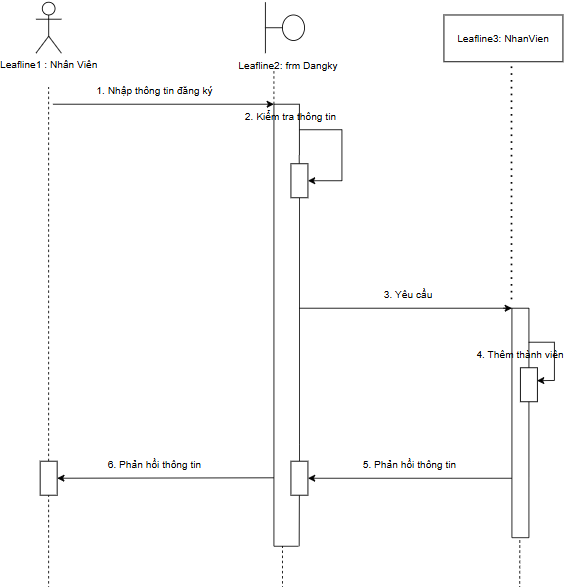 Leafline3: NhanVien
Leafline1 : Nhân Viên
Leafline2: frm Dangky
1. Nhập thông tin đăng ký
2. Kiểm tra thông tin
3. Yêu cầu
4. Thêm thành viên
6. Phản hồi thông tin
5. Phản hồi thông tin